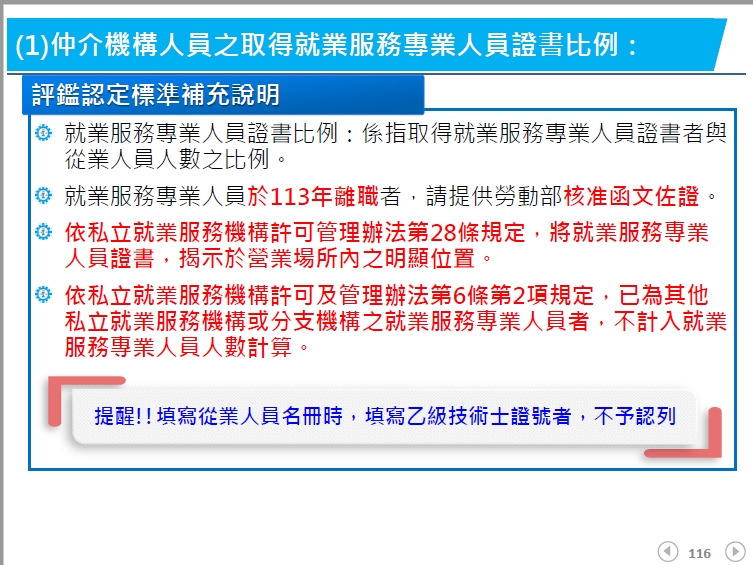 (1)仲介機構人員之取得就業服務專業人員證書比例：
評鑑認定標準補充說明
就業服務專業人員證書比例：係指取得就業服務專業人員證書者與
從業人員人數之比例。
就業服務專業人員於113年離職者，請提供勞動部核准函文佐證。
依私立就業服務機構許可管理辦法第28條規定，將就業服務專業
人員證書，揭示於營業場所內之明顯位置。
依私立就業服務機構許可及管理辦法第6條第2項規定，已為其他
私立就業服務機構或分支機構之就業服務專業人員者，不計入就業
服務專業人員人數計算。
提醒!!填寫從業人員名冊時，填寫乙級技術士證號者，不予認列
116